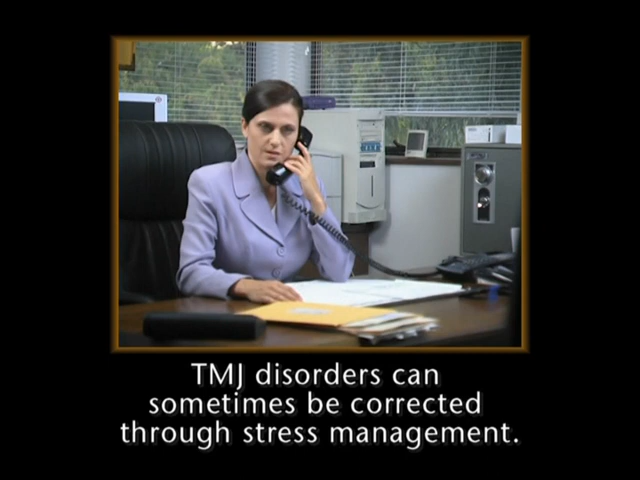 TMJ disorders can
sometimes be corrected
through stress management.